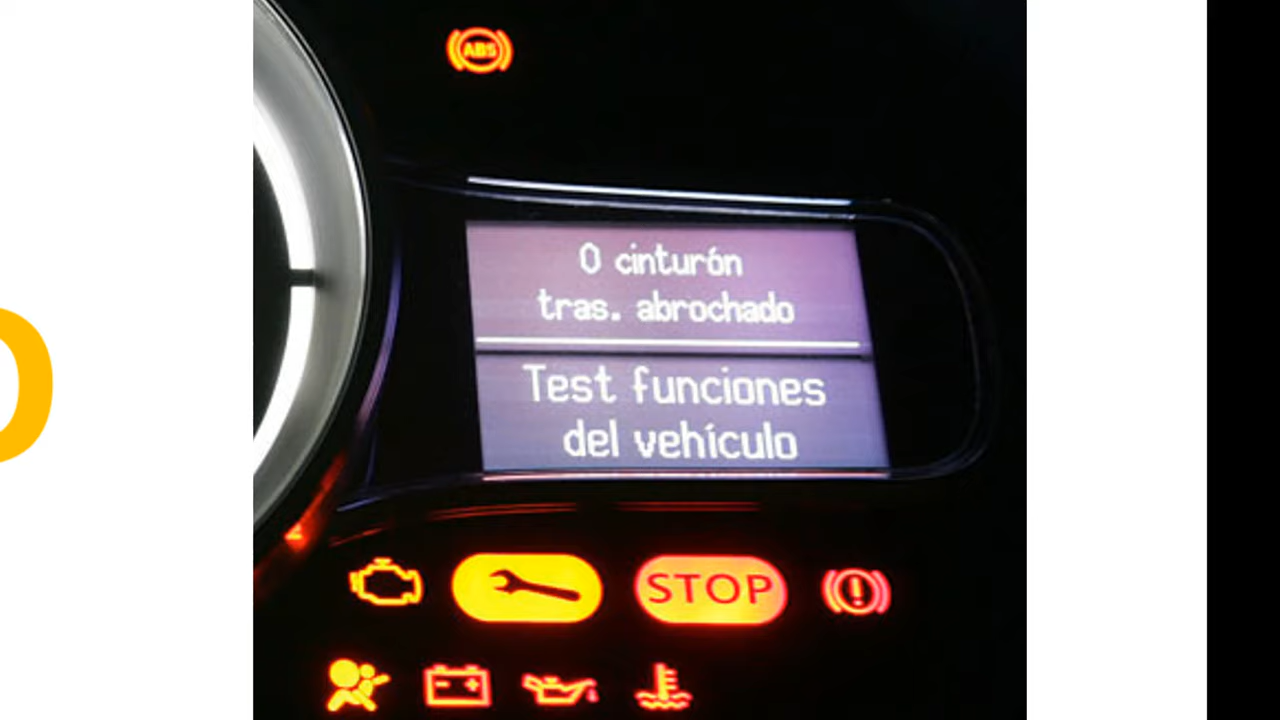 ABS
0 cinturón
tras. abrochado
Test funciones
del vehículo
STOP